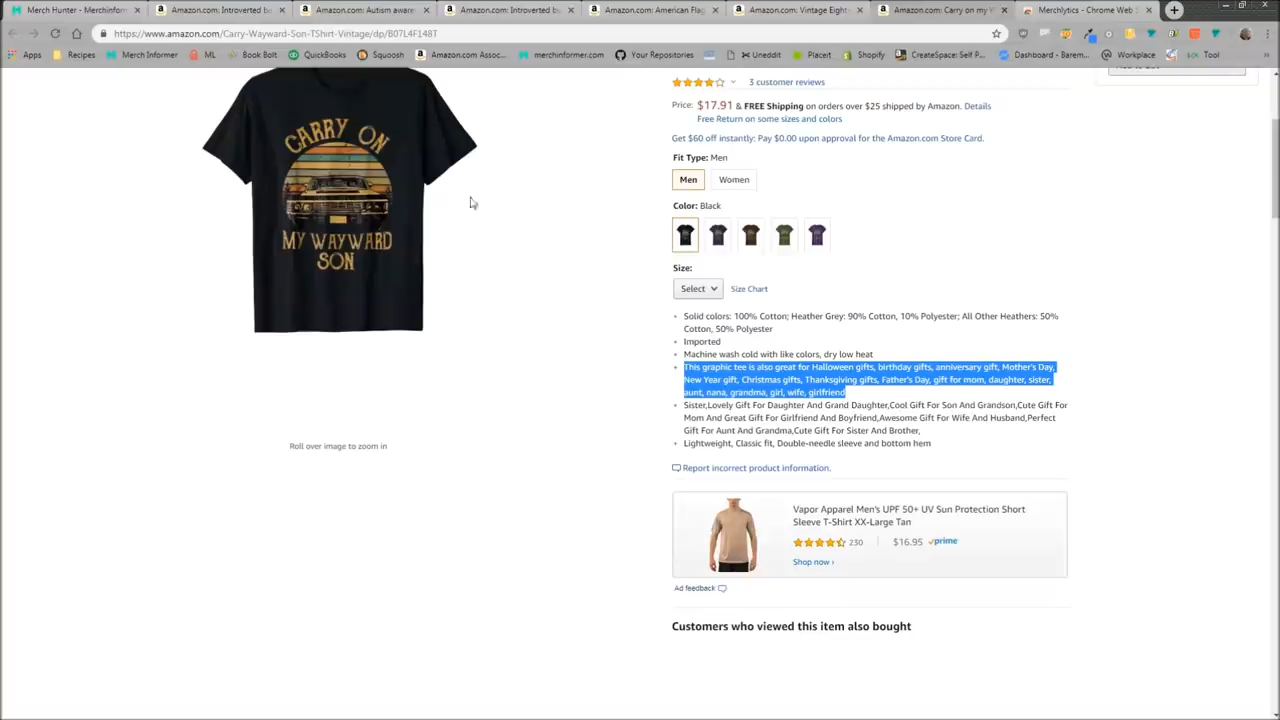 Merch Hunter - Merchinform
Amazon.com: Introverted b
Amazon.com: Autism aware
Amazon.com: Introverted b
Amazon.com: American Flag
Amazon.com: Vintage Eight
Amazon.com: Carry on my W
Merchlytics - Chrome Web S
https://www.amazon.com/Carry-Wayward-Son-TShirt-Vintage/dp/B07L4F148T
Apps
Recipes
Merch Informer
ML
Book Bolt
QuickBooks
Squoosh
Amazon.com Assoc...
merchinformer.com
Your Repositories
Uneddit
Placeit
Shopify
CreateSpace: Self P...
Dashboard - Barem...
Workplace
Tool
3 customer reviews
Price: $17.91 & FREE Shipping on orders over $25 shipped by Amazon. Details
Free Return on some sizes and colors
Get $60 off instantly: Pay $0.00 upon approval for the Amazon.com Store Card.
Fit Type: Men
Men
Women
Color: Black
CARRY ON
MY WAYWARD
SON
Size:
Select
Size Chart
• Solid colors: 100% Cotton; Heather Grey: 90% Cotton, 10% Polyester; All Other Heathers: 50%
Cotton, 50% Polyester
• Imported
• Machine wash cold with like colors, dry low heat
• This graphic tee is also great for Halloween gifts, birthday gifts, anniversary gift, Mother's Day,
New Year gift, Christmas gifts, Thanksgiving gifts, Father's Day, gift for mom, daughter, sister,
aunt, nana, grandma, girl, wife, girlfriend
• Sister,Lovely Gift For Daughter And Grand Daughter,Cool Gift For Son And Grandson,Cute Gift For
Mom And Great Gift For Girlfriend And Boyfriend,Awesome Gift For Wife And Husband,Perfect
Gift For Aunt And Grandma,Cute Gift For Sister And Brother,
• Lightweight, Classic fit, Double-needle sleeve and bottom hem
Roll over image to zoom in
Report incorrect product information.
Vapor Apparel Men's UPF 50+ UV Sun Protection Short
Sleeve T-Shirt XX-Large Tan
230
$16.95
prime
Shop now ›
Ad feedback
Customers who viewed this item also bought